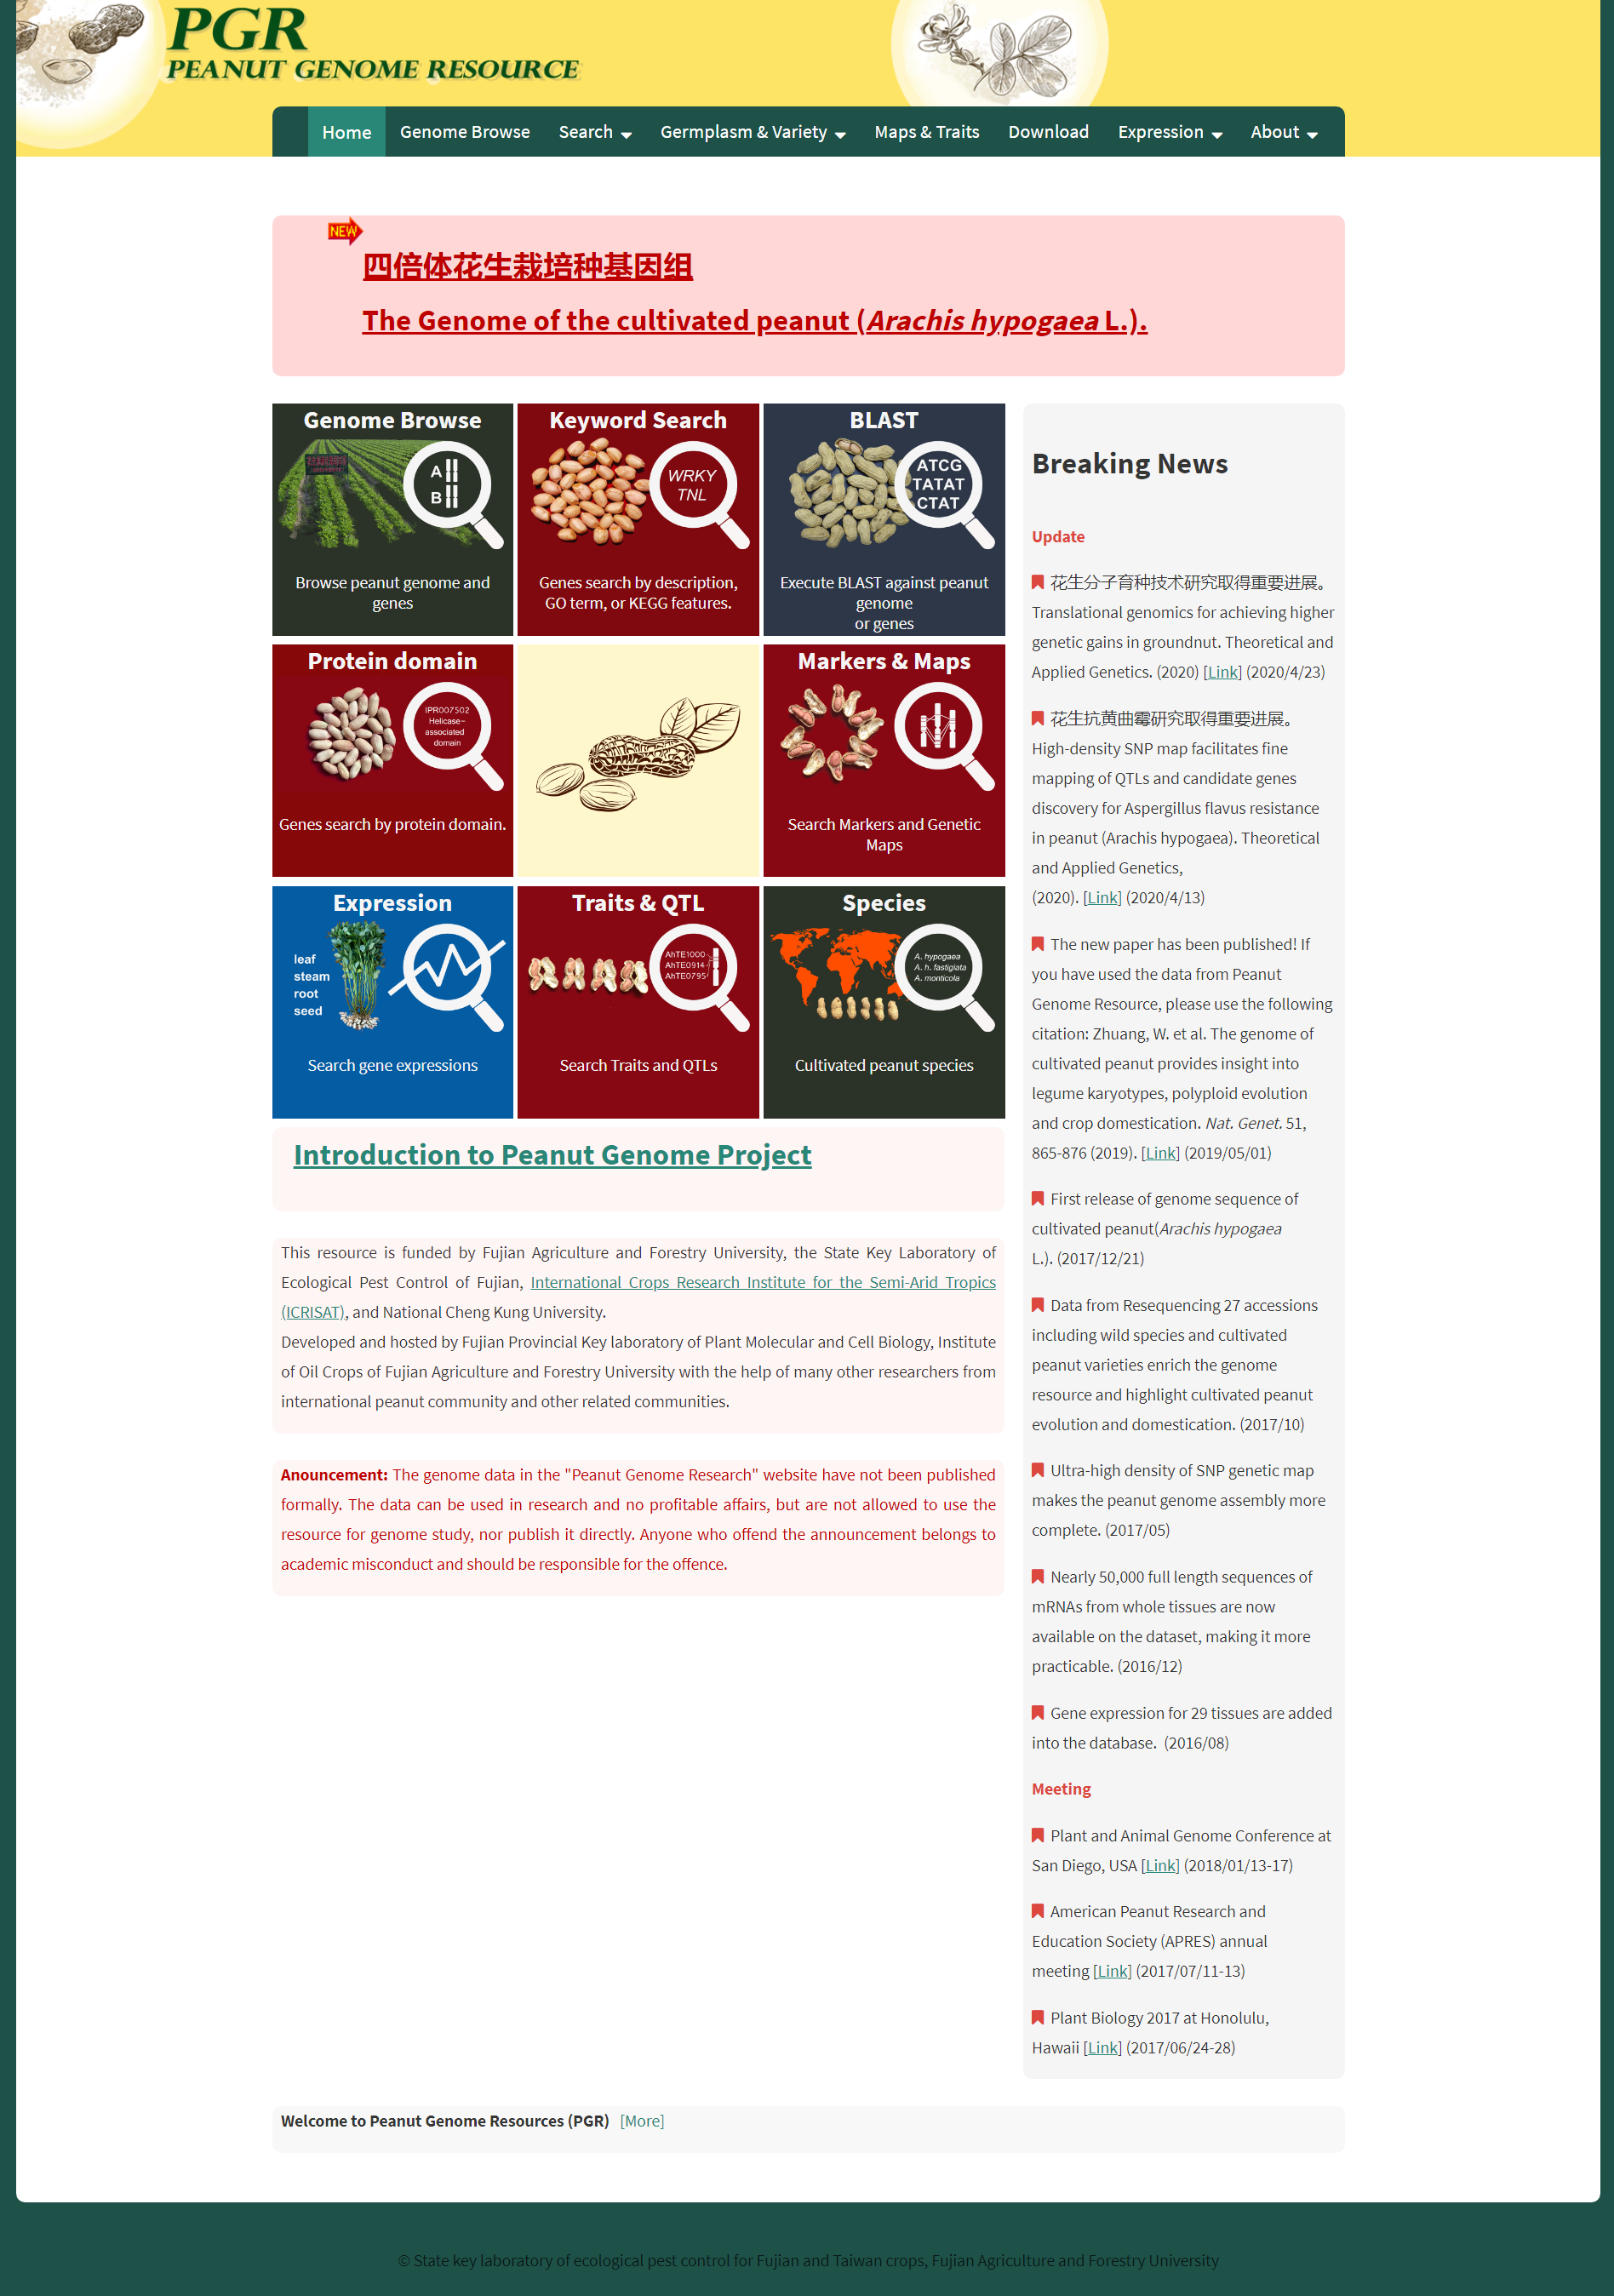 PGR
PEANUT GENOME RESOURCE
Home
Genome Browse
Search
Germplasm & Variety
Maps & Traits
Download
Expression
About
NEW
四倍体花生栽培种基因组
The Genome of the cultivated peanut (Arachis hypogaea L.).
Genome Browse
A
B
Browse peanut genome and
genes
Keyword Search
WRKY
TNL
Genes search by description,
GO term, or KEGG features.
BLAST
ATCG
TATAT
CTAT
Execute BLAST against peanut
genome
or genes
Protein domain
IPR007502
Helicase-
associated
domain
Genes search by protein domain.
Markers & Maps
Search Markers and Genetic
Maps
Expression
leaf
steam
root
seed
Search gene expressions
Traits & QTL
AhTE1000
AhTE0914
AhTE0795
Search Traits and QTLs
Species
A. hypogaea
A. h. fastigiata
A. monticola
Cultivated peanut species
Introduction to Peanut Genome Project
This resource is funded by Fujian Agriculture and Forestry University, the State Key Laboratory of
Ecological Pest Control of Fujian, International Crops Research Institute for the Semi-Arid Tropics
(ICRISAT), and National Cheng Kung University.
Developed and hosted by Fujian Provincial Key laboratory of Plant Molecular and Cell Biology, Institute
of Oil Crops of Fujian Agriculture and Forestry University with the help of many other researchers from
international peanut community and other related communities.
Anouncement: The genome data in the "Peanut Genome Research" website have not been published
formally. The data can be used in research and no profitable affairs, but are not allowed to use the
resource for genome study, nor publish it directly. Anyone who offend the announcement belongs to
academic misconduct and should be responsible for the offence.
Breaking News
Update
花生分子育种技术研究取得重要进展。
Translational genomics for achieving higher
genetic gains in groundnut. Theoretical and
Applied Genetics. (2020) [Link] (2020/4/23)
花生抗黄曲霉研究取得重要进展。
High-density SNP map facilitates fine
mapping of QTLs and candidate genes
discovery for Aspergillus flavus resistance
in peanut (Arachis hypogaea). Theoretical
and Applied Genetics,
(2020). [Link] (2020/4/13)
The new paper has been published! If
you have used the data from Peanut
Genome Resource, please use the following
citation: Zhuang, W. et al. The genome of
cultivated peanut provides insight into
legume karyotypes, polyploid evolution
and crop domestication. Nat. Genet. 51,
865-876 (2019). [Link] (2019/05/01)
First release of genome sequence of
cultivated peanut(Arachis hypogaea
L.). (2017/12/21)
Data from Resequencing 27 accessions
including wild species and cultivated
peanut varieties enrich the genome
resource and highlight cultivated peanut
evolution and domestication. (2017/10)
Ultra-high density of SNP genetic map
makes the peanut genome assembly more
complete. (2017/05)
Nearly 50,000 full length sequences of
mRNAs from whole tissues are now
available on the dataset, making it more
practicable. (2016/12)
Gene expression for 29 tissues are added
into the database. (2016/08)
Meeting
Plant and Animal Genome Conference at
San Diego, USA [Link] (2018/01/13-17)
American Peanut Research and
Education Society (APRES) annual
meeting [Link] (2017/07/11-13)
Plant Biology 2017 at Honolulu,
Hawaii [Link] (2017/06/24-28)
Welcome to Peanut Genome Resources (PGR) [More]
© State key laboratory of ecological pest control for Fujian and Taiwan crops, Fujian Agriculture and Forestry University